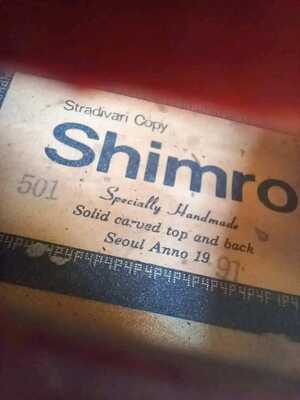 Stradivari Copy
Shimro
501
Specially Handmade
Solid carved top and back
Seoul Anno 19 91